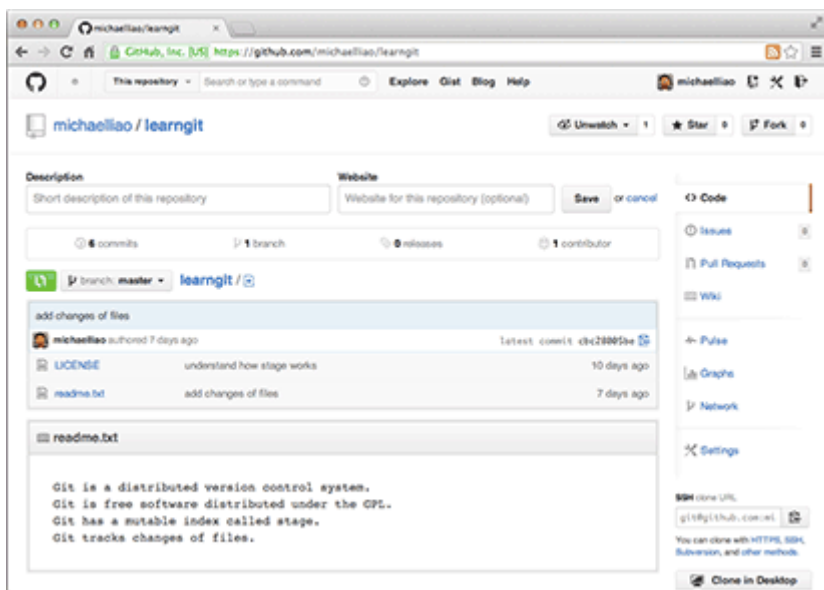 michaelliao/learngit
GitHub, Inc. [US] https://github.com/michaelliao/learngit
This repository Search or type a command Explore Gist Blog Help michaelliao
michaelliao / learngit Unwatch 1 Star 0 Fork 0
Description Website
Short description of this repository Website for this repository (optional) Save or cancel
6 commits 1 branch 0 releases 1 contributor
branch: master learngit /
add changes of files
michaelliao authored 7 days ago latest commit
LICENSE understand how stage works 10 days ago
readme.txt add changes of files 7 days ago
readme.txt
Git is a distributed version control system.
Git is free software distributed under the GPL.
Git has a mutable index called stage.
Git tracks changes of files.
Code
Issues 0
Pull Requests 0
Wiki
Pulse
Graphs
Network
Settings
SSH clone URL
git@github.com:mi
You can clone with HTTPS, SSH,
Subversion, and other methods.
Clone in Desktop